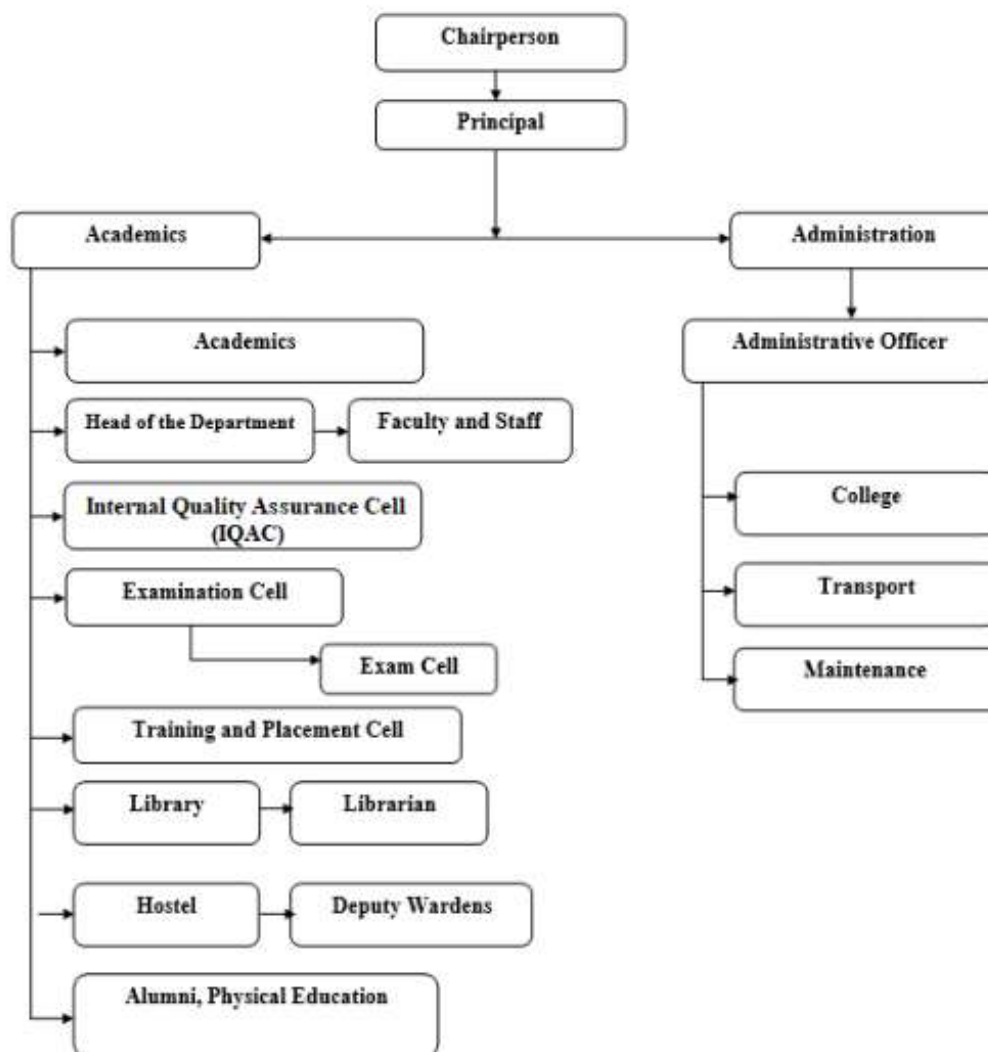 Chairperson
Principal
Academics
Administration
Academics
Administrative Officer
Head of the Department
Faculty and Staff
Internal Quality Assurance Cell
(IQAC)
College
Examination Cell
Transport
Exam Cell
Maintenance
Training and Placement Cell
Library
Librarian
Hostel
Deputy Wardens
Alumni, Physical Education